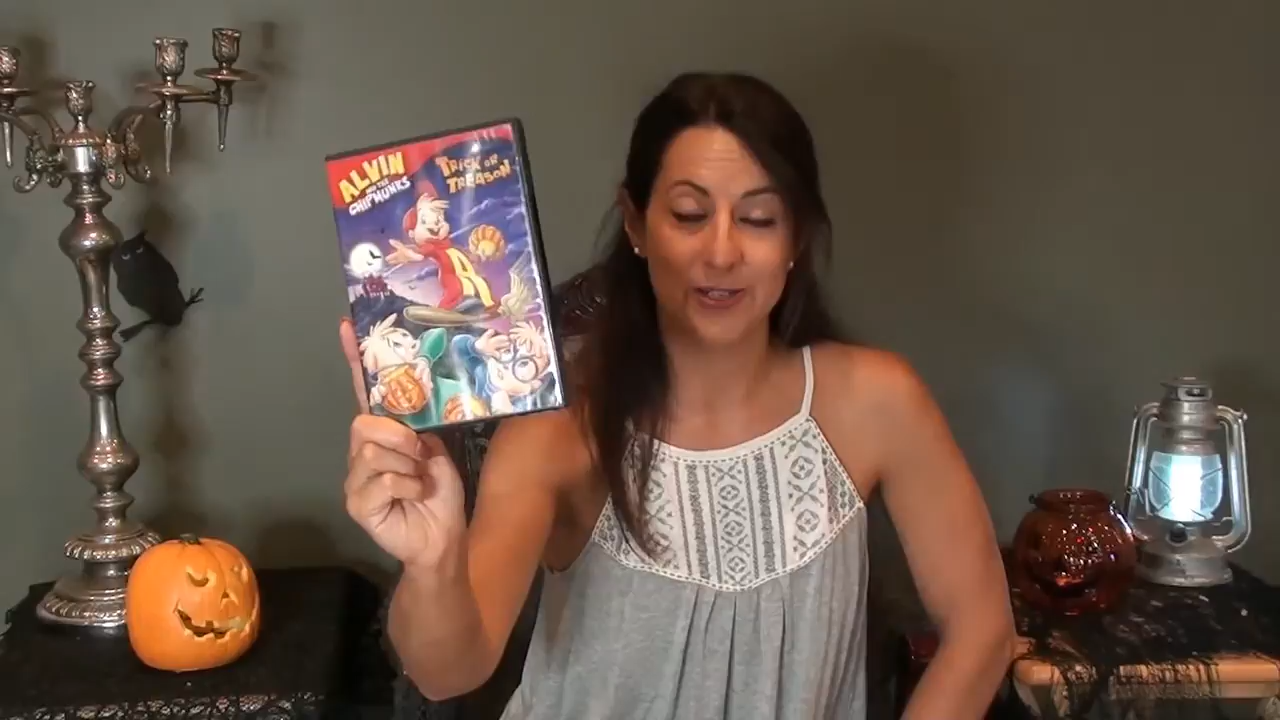 ALVIN
AND THE
CHIPMUNKS
TRICK OR
TREASON